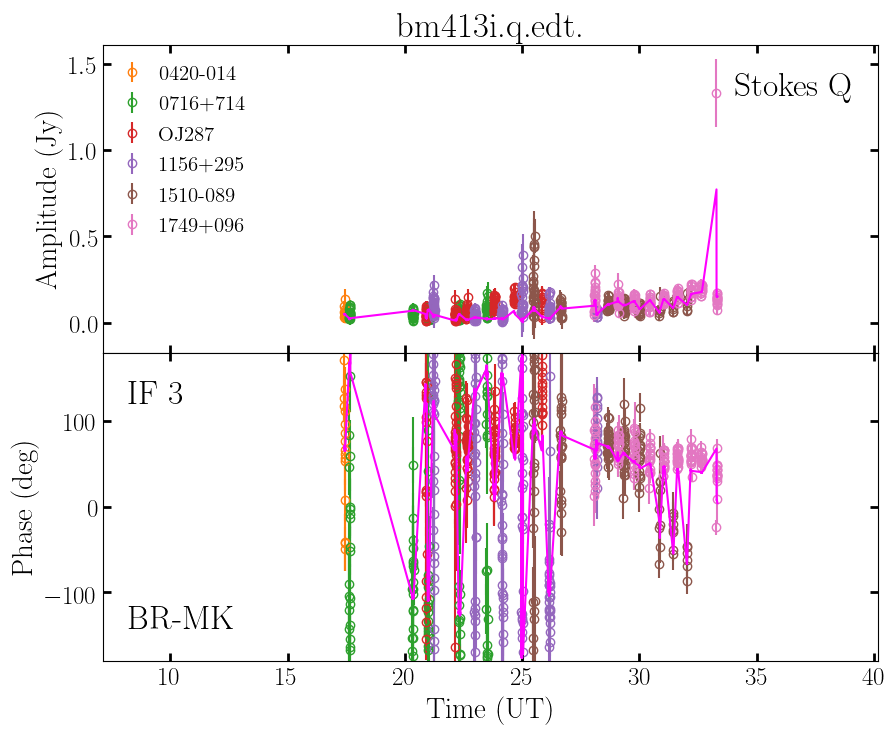 bm413i.q.edt.
Amplitude (Jy)
1.5
1.0
0.5
0.0
0420-014
0716+714
OJ287
1156+295
1510-089
1749+096
Stokes Q
Phase (deg)
100
0
−100
IF 3
BR-MK
10 15 20 25 30 35 40
Time (UT)